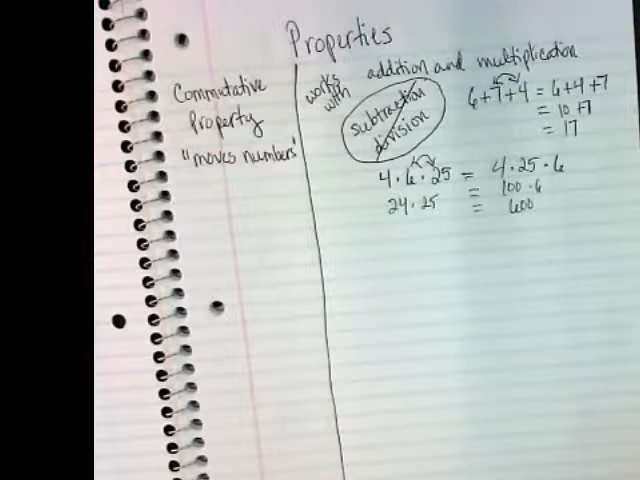 Properties
Commutative
Property
"moves numbers"
works
with
addition and multiplication
subtraction
division
6+7+4 = 6+4+7
= 10+7
= 17
4·6·25 = 4·25·6
24·25 = 100·6
= 600